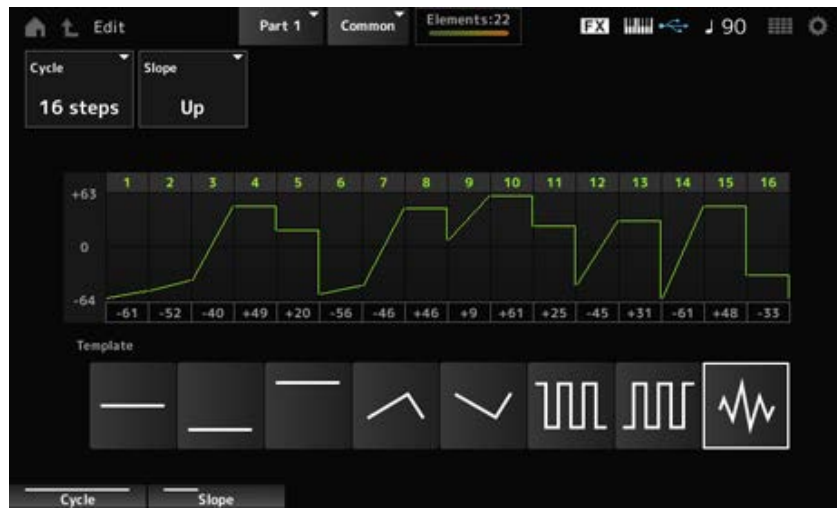 Edit Part 1 Common Elements:22 FX ♩ 90
Cycle Slope
16 steps Up
1 2 3 4 5 6 7 8 9 10 11 12 13 14 15 16
+63
0
-64
-61 -52 -40 +49 +20 -56 -46 +46 +9 +61 +25 -45 +31 -61 +48 -33
Template
Cycle Slope